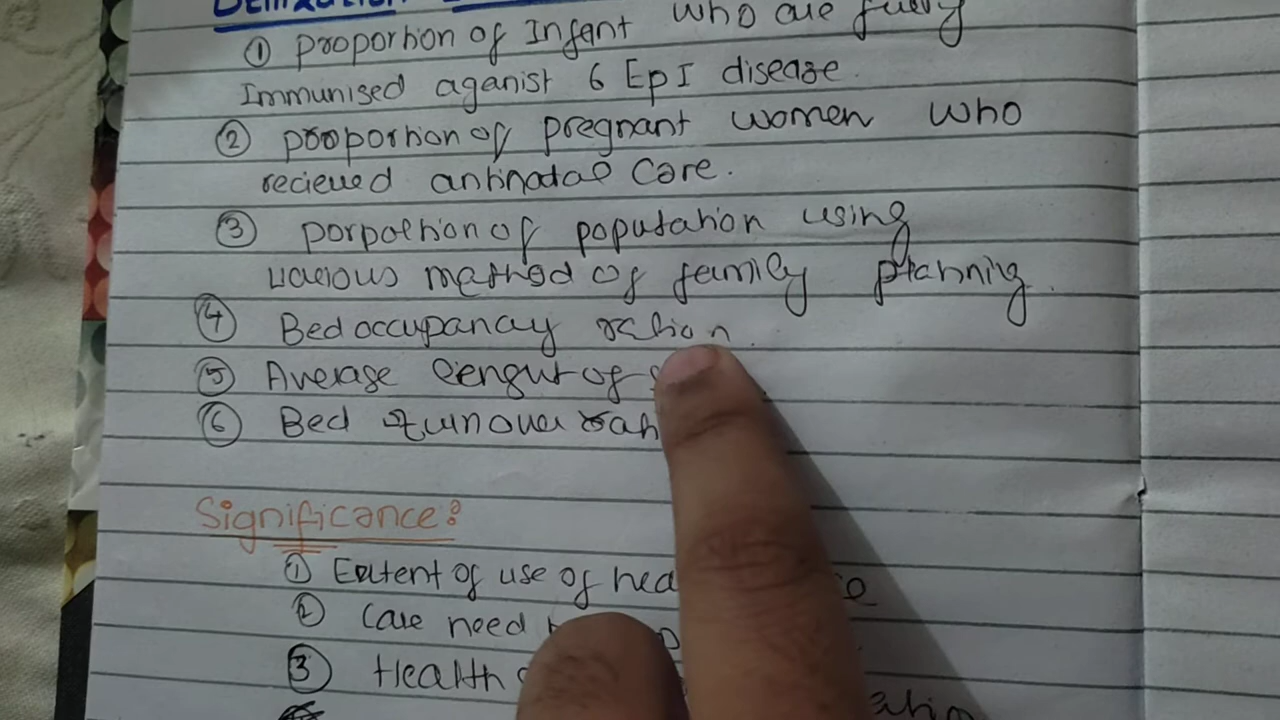 ① proportion of Infant who are fully
Immunised aganist 6 EpI disease.
② proportion of pregnant women who
recieved antinatal Care.
③ porpothion of population using
various method of family planning.
④ Bed occupancy ration.
⑤ Average lengut of
⑥ Bed turnover
Significance:
① Extent of use of
② Care need
③ Health